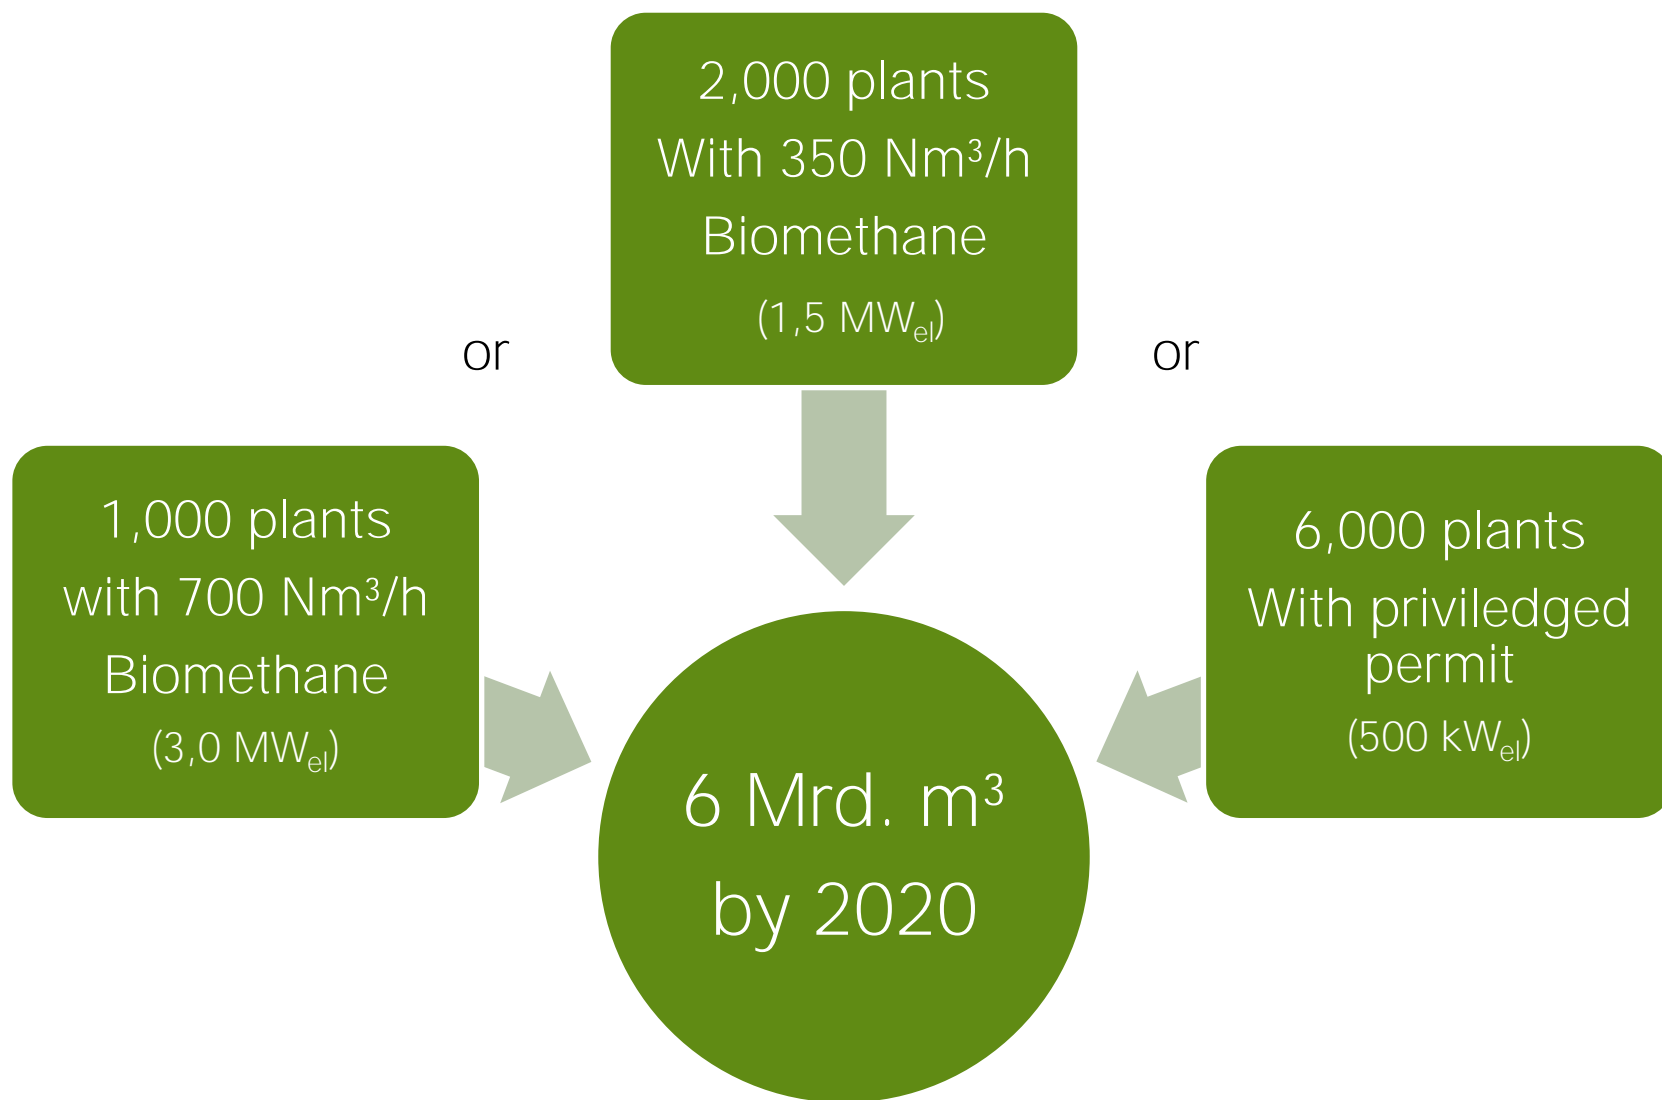 2,000 plants
With 350 Nm³/h
Biomethane
(1,5 MWel)
or
or
1,000 plants
with 700 Nm³/h
Biomethane
(3,0 MWel)
6,000 plants
With priviledged
permit
(500 kWel)
6 Mrd. m³
by 2020